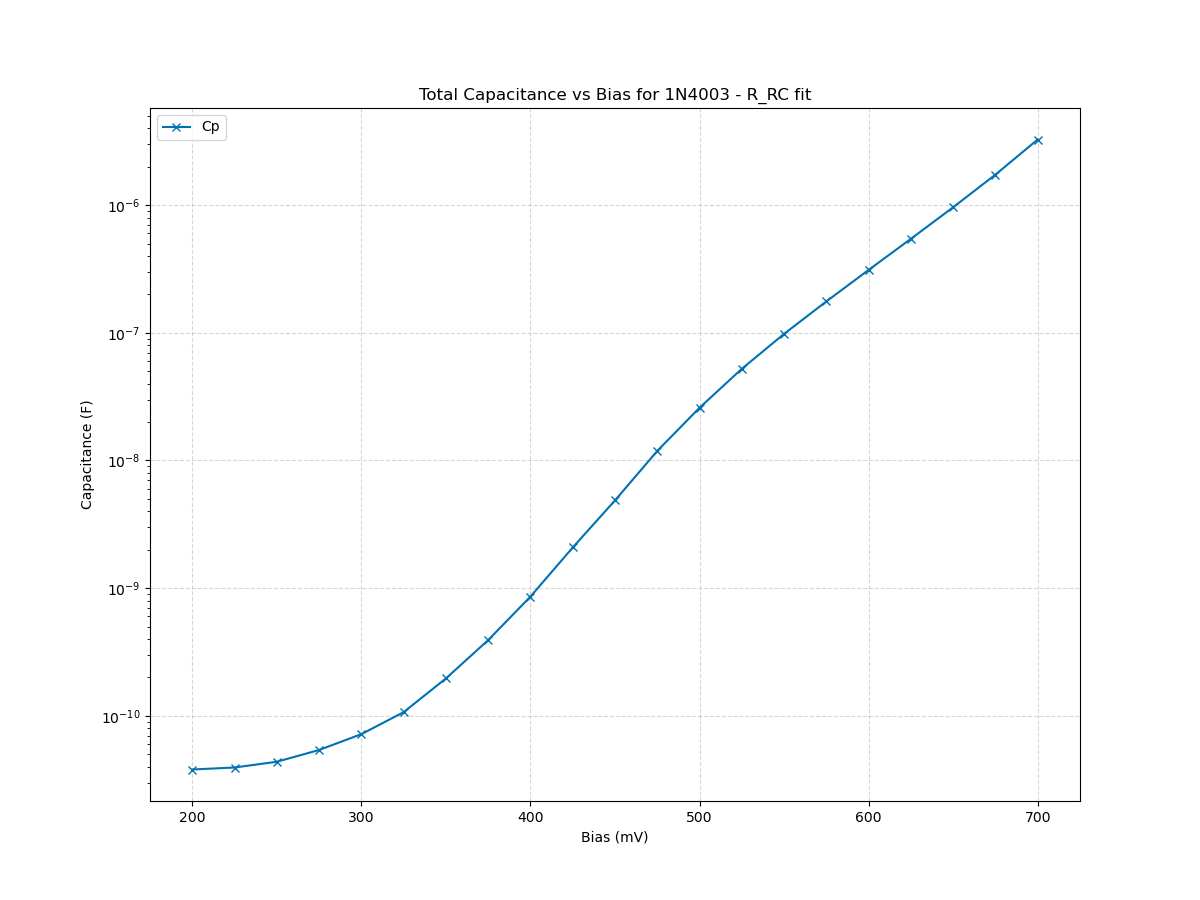 Total Capacitance vs Bias for 1N4003 - R_RC fit
Cp
10⁻⁶
10⁻⁷
10⁻⁸
10⁻⁹
10⁻¹⁰
Capacitance (F)
200 300 400 500 600 700
Bias (mV)